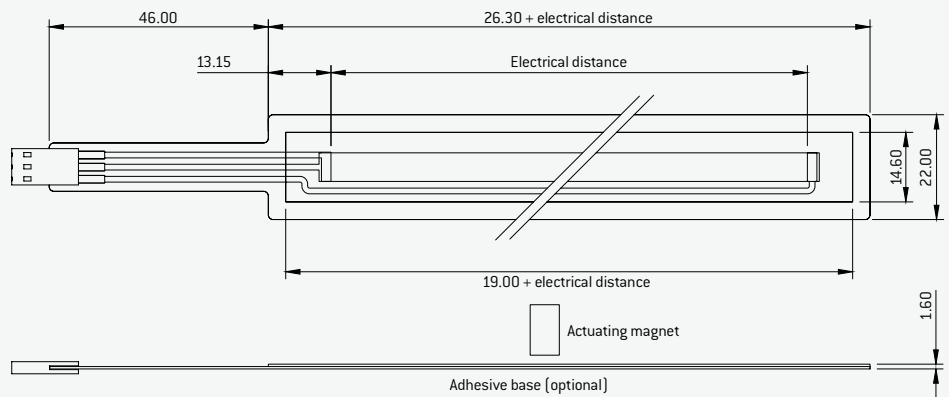 46.00
26.30 + electrical distance
13.15
Electrical distance
14.60
22.00
19.00 + electrical distance
1.60
Actuating magnet
Adhesive base (optional)